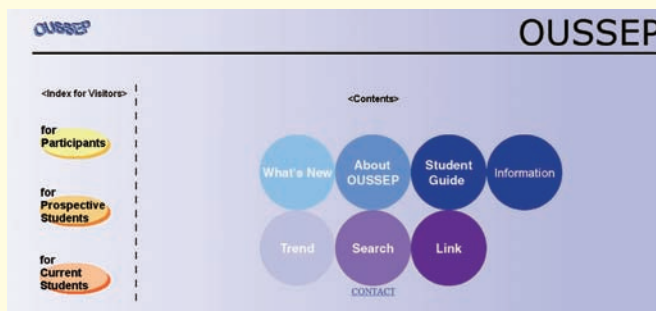 OUSSEP
OUSSEP
<Index for Visitors>
for
Participants
for
Prospective
Students
for
Current
Students
<Contents>
What's New
About
OUSSEP
Student
Guide
Information
Trend
Search
Link
CONTACT